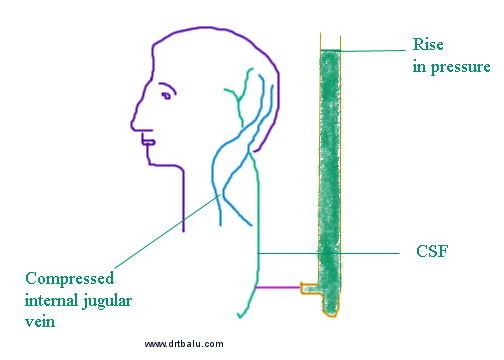 Rise
in pressure
CSF
Compressed
internal jugular
vein
www.drtbalu.com